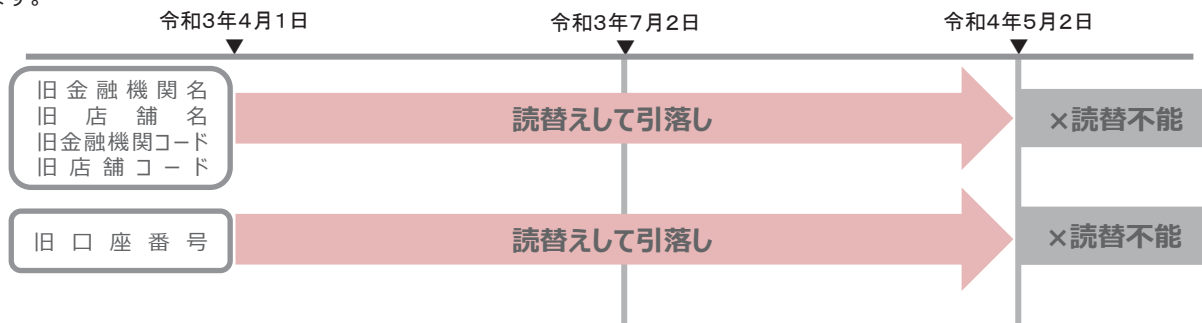 ます。
令和3年4月1日
令和3年7月2日
令和4年5月2日
旧金融機関名
旧店舗名
旧金融機関コード
旧店舗コード
読替えして引落し
×読替不能
旧口座番号
読替えして引落し
×読替不能